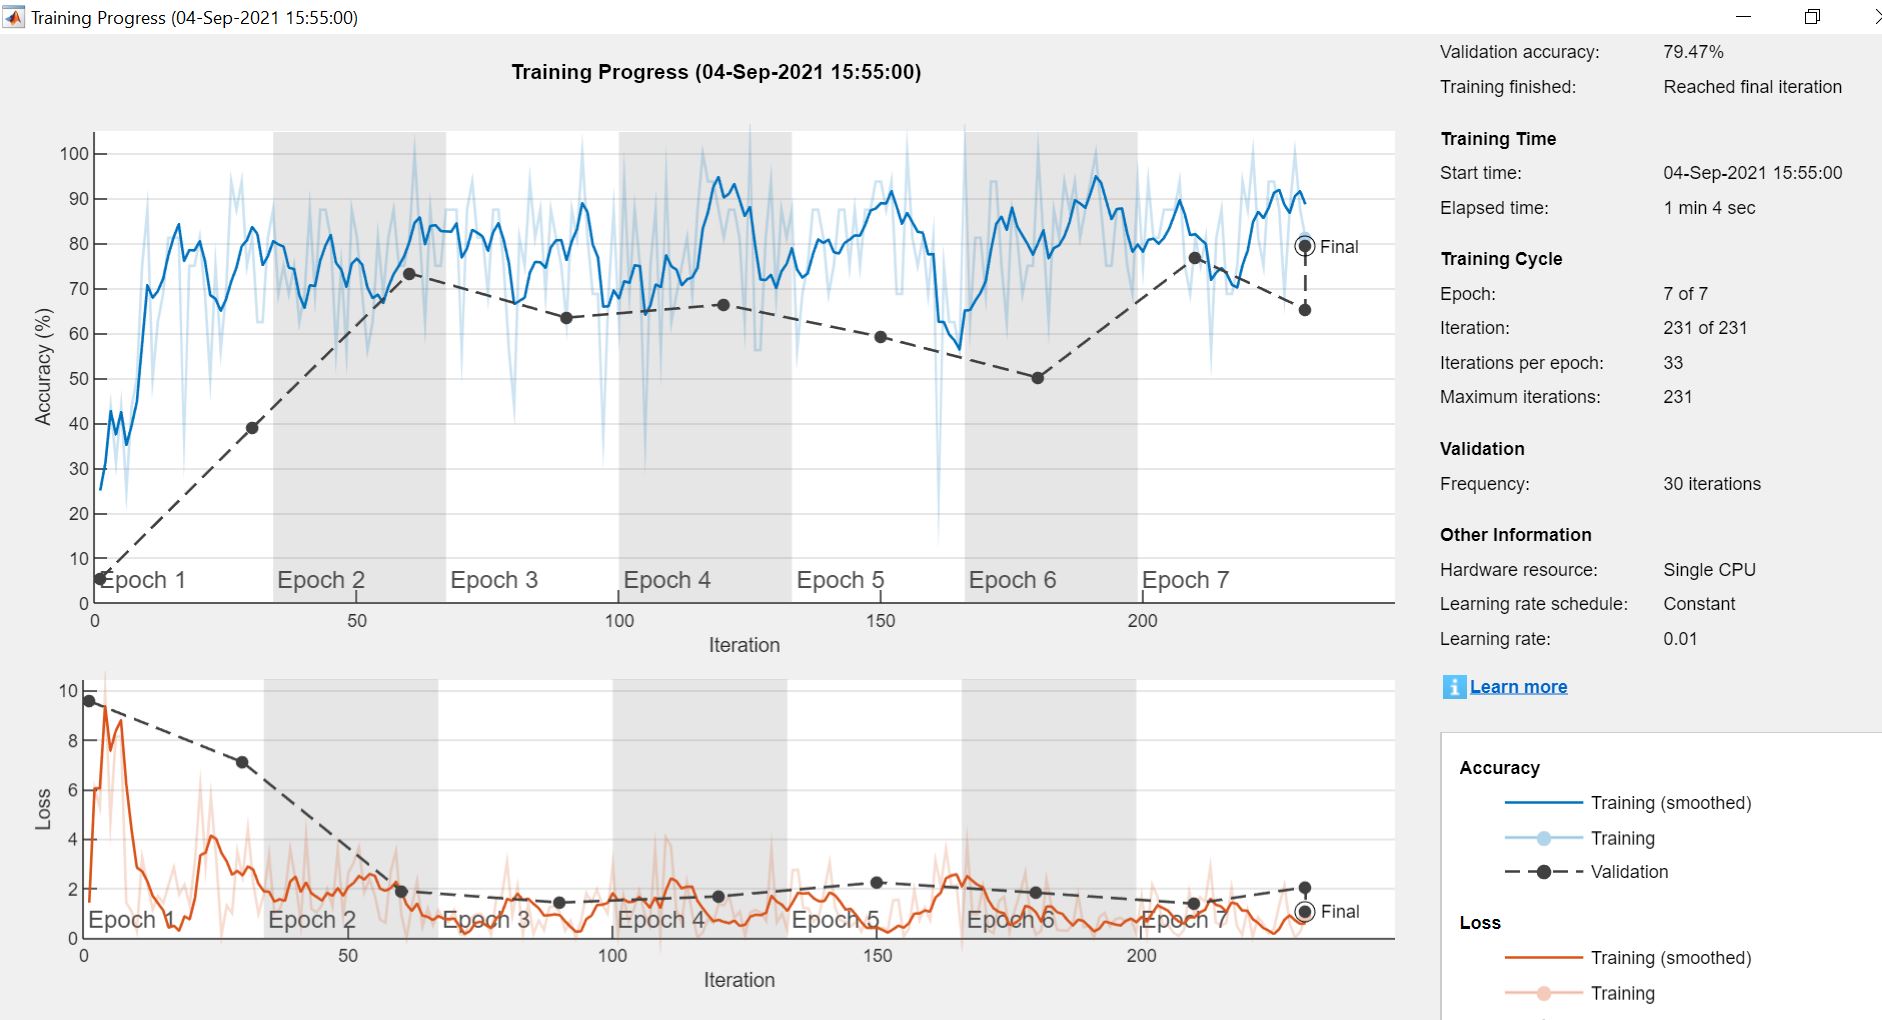 Training Progress (04-Sep-2021 15:55:00)
Training Progress (04-Sep-2021 15:55:00)
100
90
80
70
60
50
40
30
20
10
0
Accuracy (%)
Final
Epoch 1 Epoch 2 Epoch 3 Epoch 4 Epoch 5 Epoch 6 Epoch 7
0 50 100 150 200
Iteration
10
8
6
4
2
0
Loss
Final
Epoch 1 Epoch 2 Epoch 3 Epoch 4 Epoch 5 Epoch 6 Epoch 7
0 50 100 150 200
Iteration
Validation accuracy: 79.47%
Training finished: Reached final iteration
Training Time
Start time: 04-Sep-2021 15:55:00
Elapsed time: 1 min 4 sec
Training Cycle
Epoch: 7 of 7
Iteration: 231 of 231
Iterations per epoch: 33
Maximum iterations: 231
Validation
Frequency: 30 iterations
Other Information
Hardware resource: Single CPU
Learning rate schedule: Constant
Learning rate: 0.01
i Learn more
Accuracy
Training (smoothed)
Training
Validation
Loss
Training (smoothed)
Training